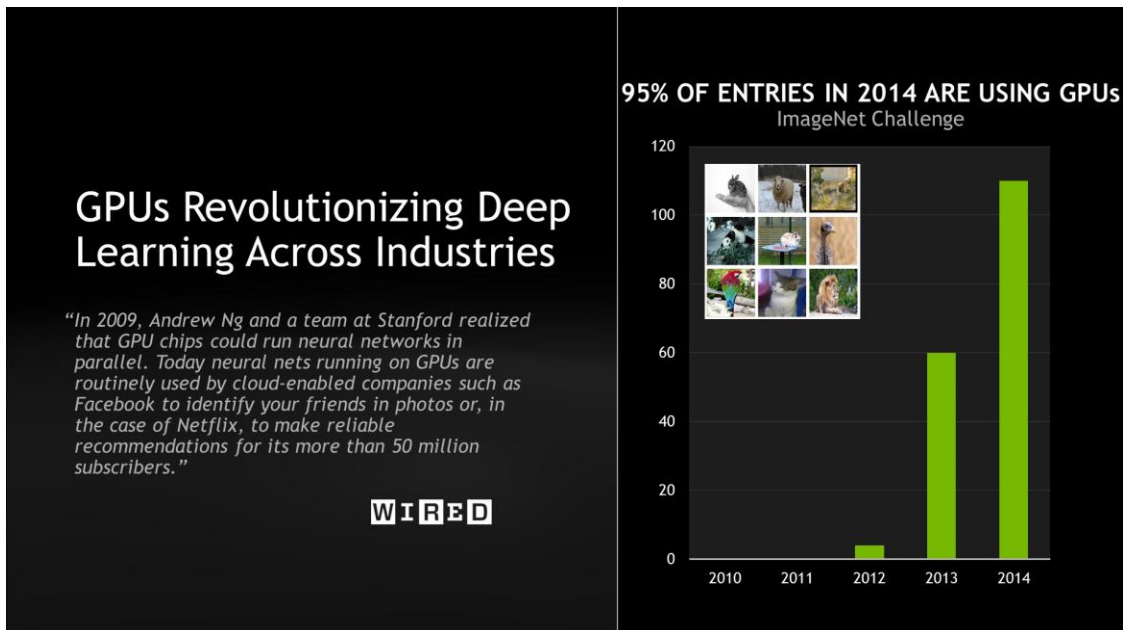 GPUs Revolutionizing Deep
Learning Across Industries
“In 2009, Andrew Ng and a team at Stanford realized
that GPU chips could run neural networks in
parallel. Today neural nets running on GPUs are
routinely used by cloud-enabled companies such as
Facebook to identify your friends in photos or, in
the case of Netflix, to make reliable
recommendations for its more than 50 million
subscribers.”
WIRED
95% OF ENTRIES IN 2014 ARE USING GPUs
ImageNet Challenge
120
100
80
60
40
20
0
2010 2011 2012 2013 2014